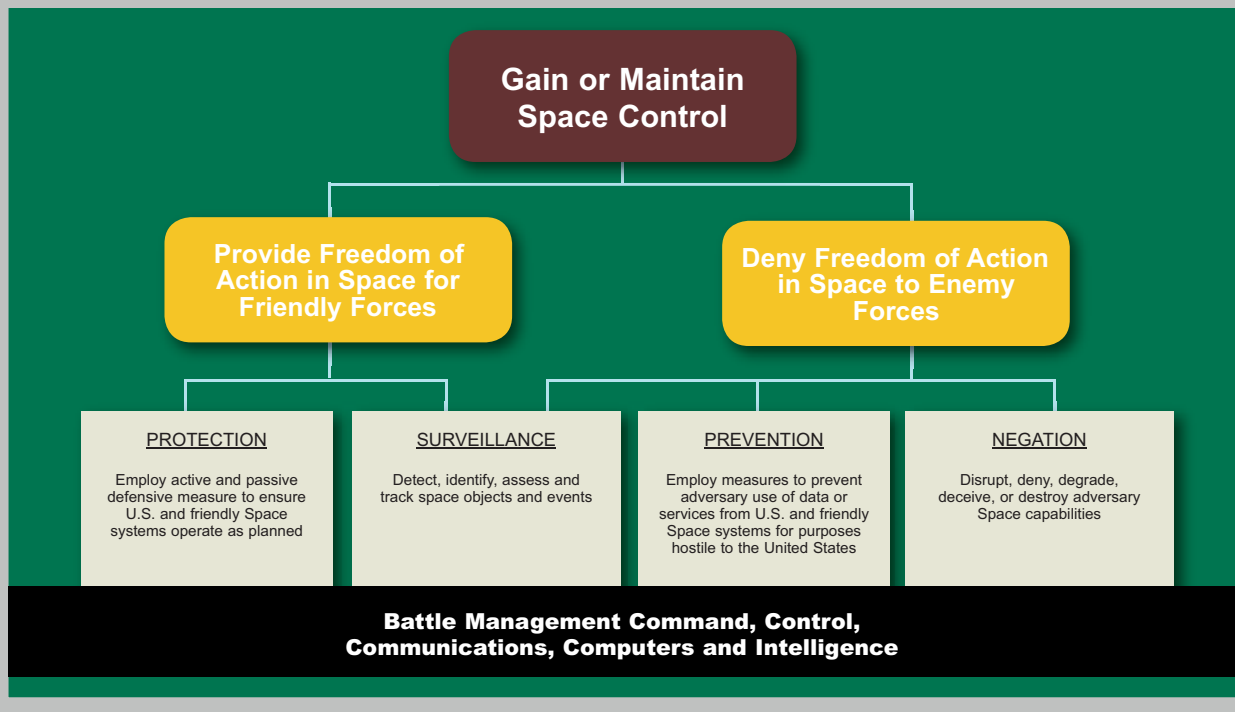 Gain or Maintain
Space Control
Provide Freedom of
Action in Space for
Friendly Forces
Deny Freedom of Action
in Space to Enemy
Forces
PROTECTION
Employ active and passive
defensive measure to ensure
U.S. and friendly Space
systems operate as planned
SURVEILLANCE
Detect, identify, assess and
track space objects and events
PREVENTION
Employ measures to prevent
adversary use of data or
services from U.S. and friendly
Space systems for purposes
hostile to the United States
NEGATION
Disrupt, deny, degrade,
deceive, or destroy adversary
Space capabilities
Battle Management Command, Control,
Communications, Computers and Intelligence